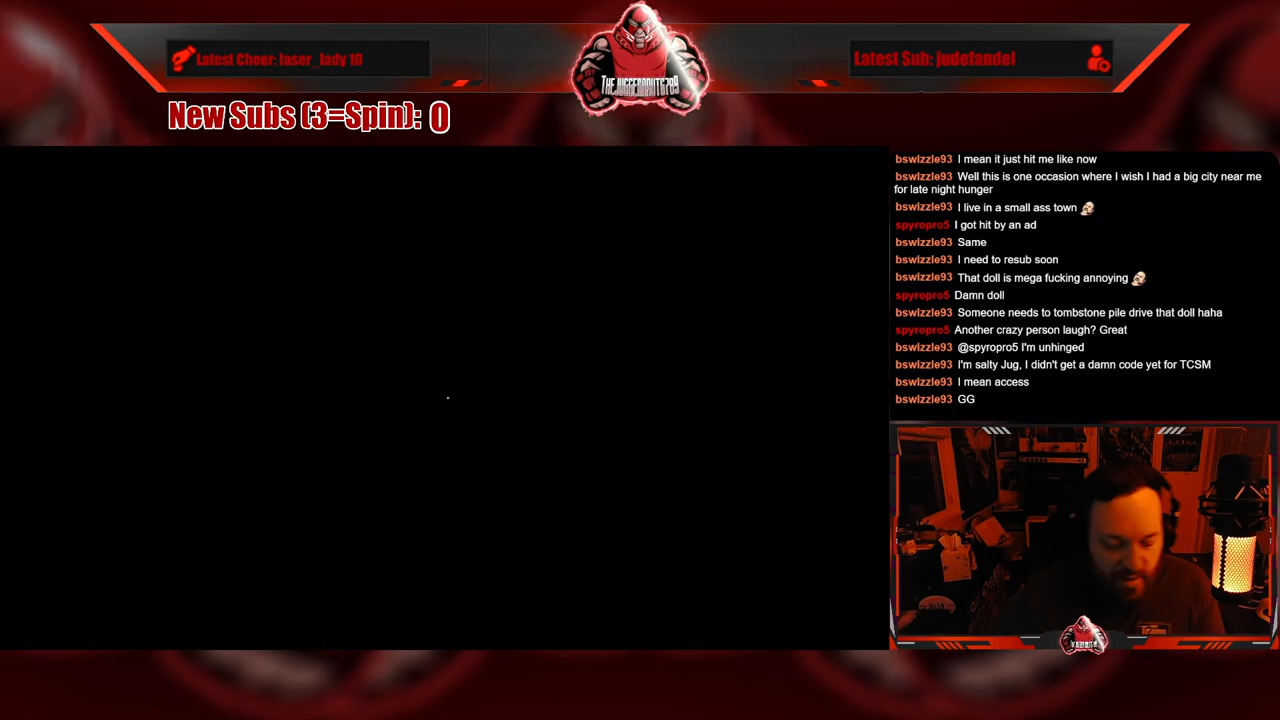 Latest Cheer: laser_lady 10
THEJUGGERNAUT6789
Latest Sub: judefandel
New Subs (3=Spin): 0
bswizzle93 I mean it just hit me like now
bswizzle93 Well this is one occasion where I wish I had a big city near me
for late night hunger
bswizzle93 I live in a small ass town
spyropro5 I got hit by an ad
bswizzle93 Same
bswizzle93 I need to resub soon
bswizzle93 That doll is mega fucking annoying
spyropro5 Damn doll
bswizzle93 Someone needs to tombstone pile drive that doll haha
spyropro5 Another crazy person laugh? Great
bswizzle93 @spyropro5 I'm unhinged
bswizzle93 I'm salty Jug, I didn't get a damn code yet for TCSM
bswizzle93 I mean access
bswizzle93 GG